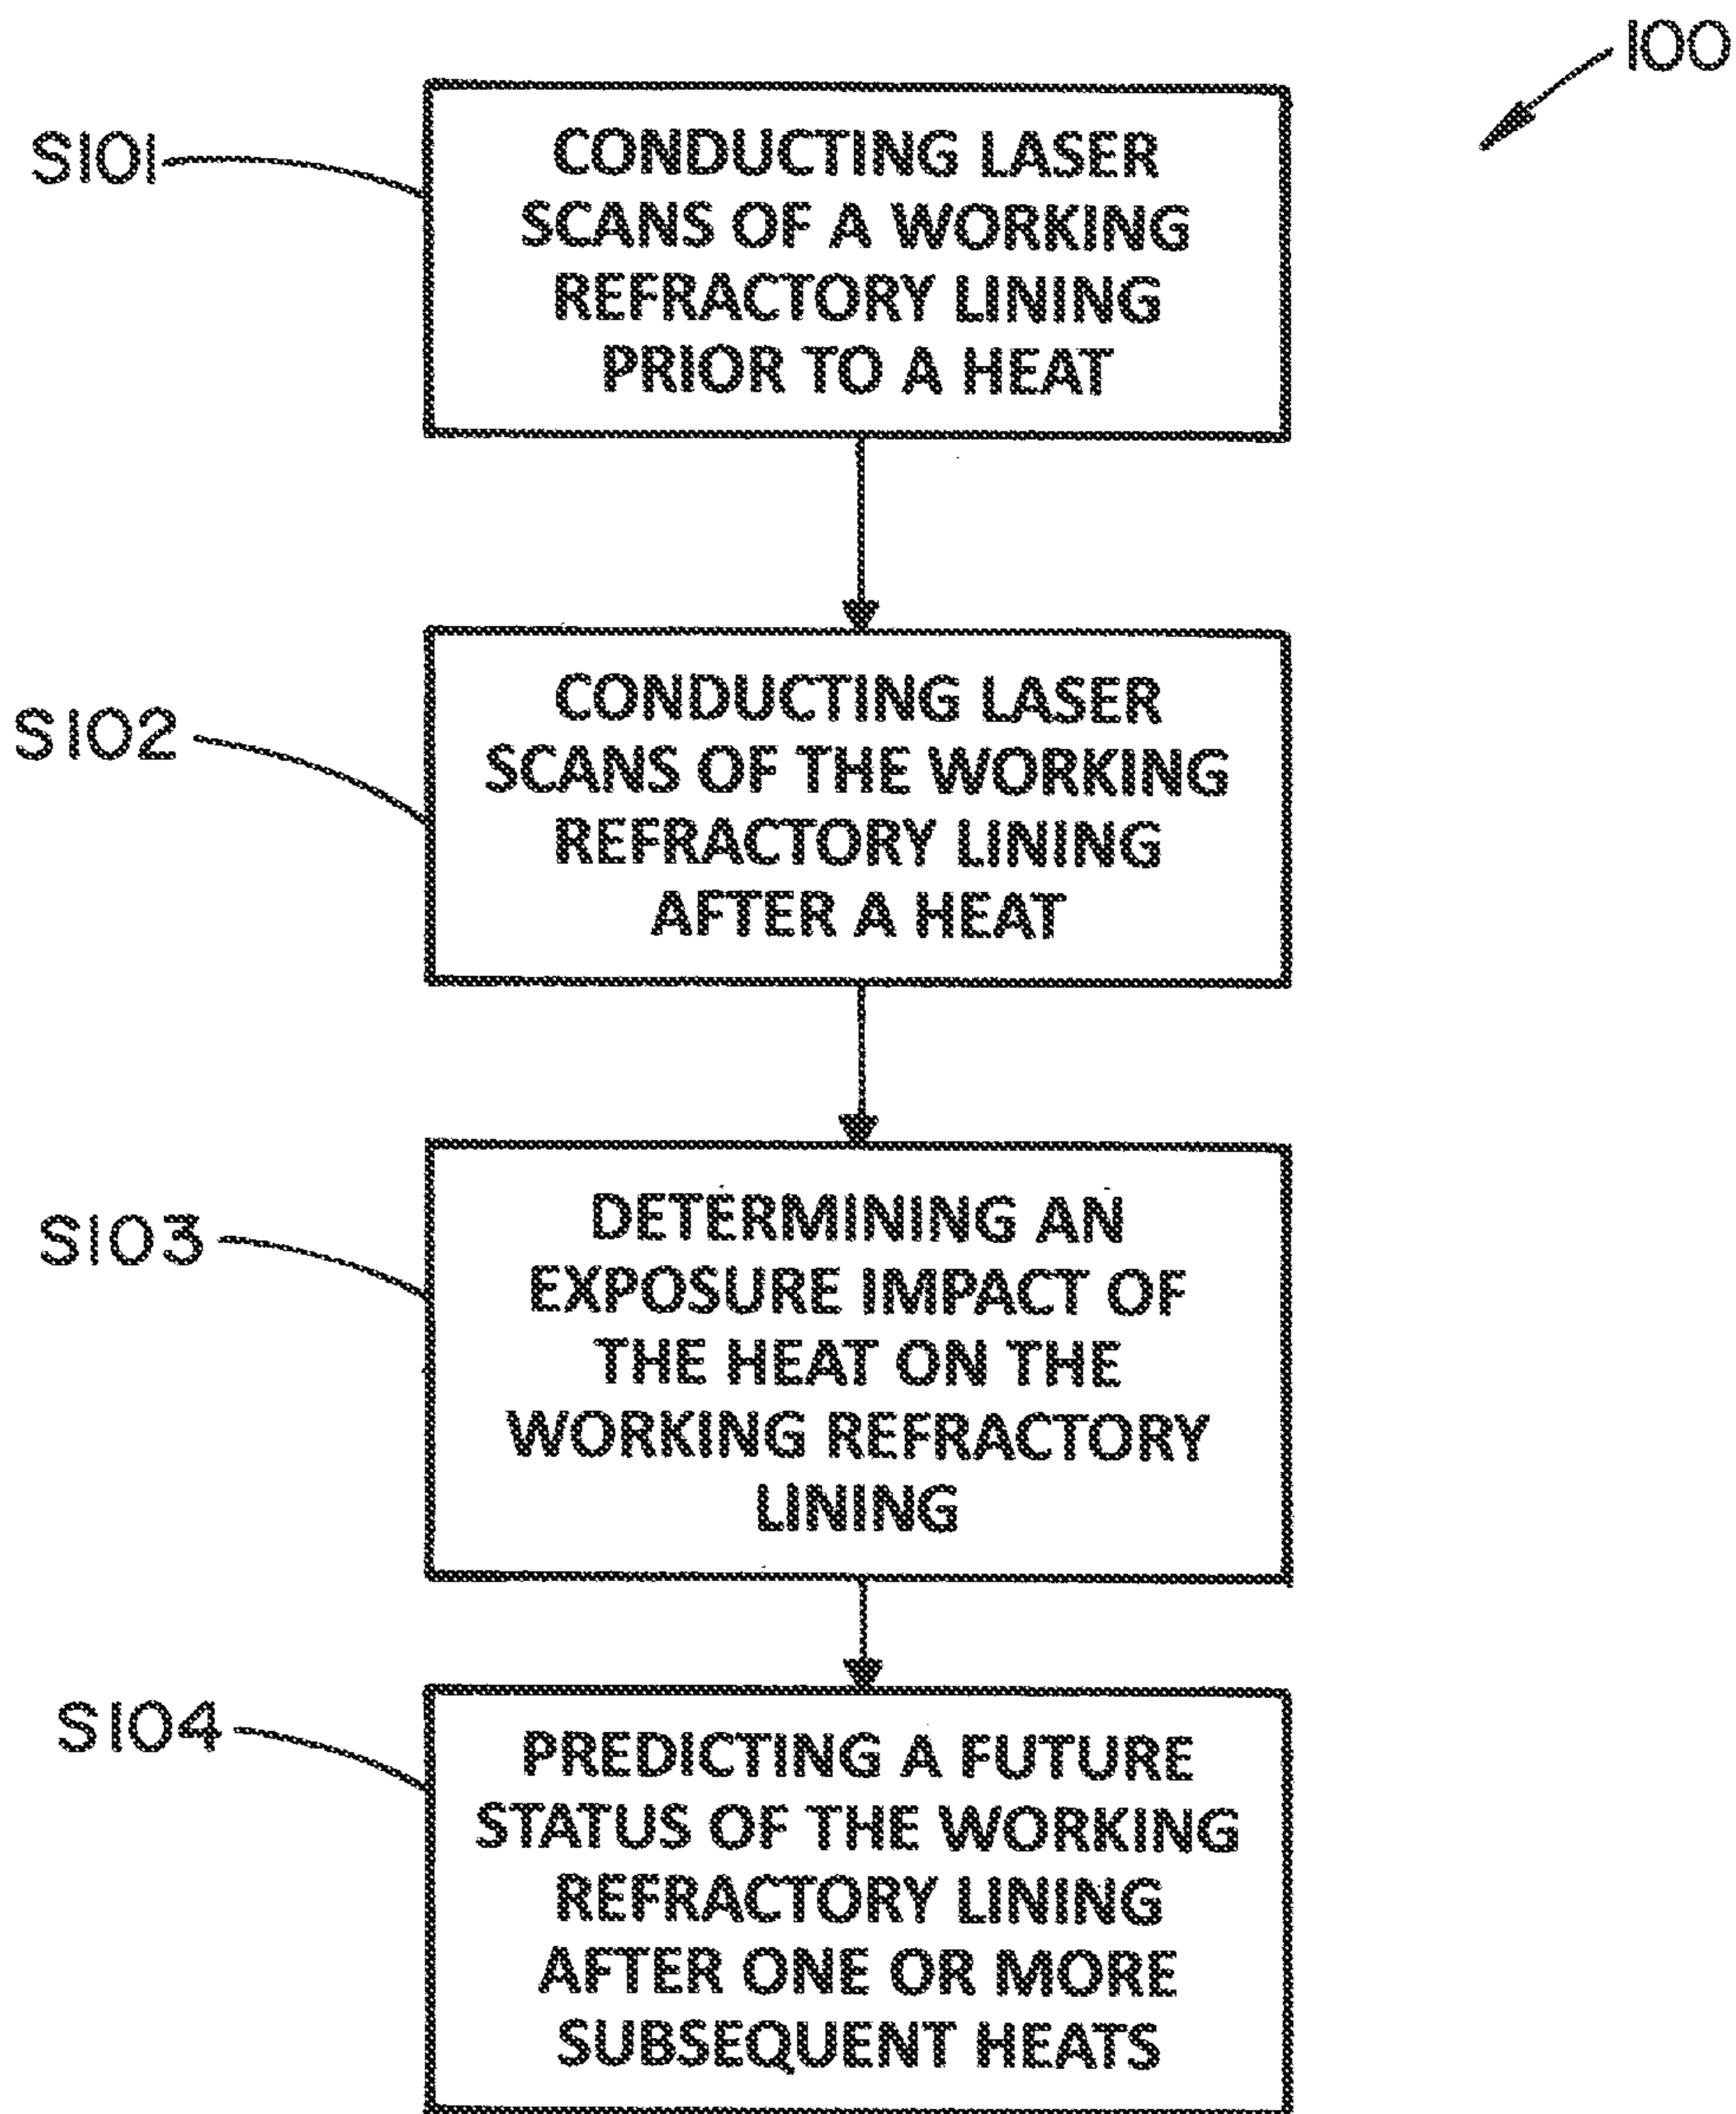 100
S101
CONDUCTING LASER
SCANS OF A WORKING
REFRACTORY LINING
PRIOR TO A HEAT
S102
CONDUCTING LASER
SCANS OF THE WORKING
REFRACTORY LINING
AFTER A HEAT
S103
DETERMINING AN
EXPOSURE IMPACT OF
THE HEAT ON THE
WORKING REFRACTORY
LINING
S104
PREDICTING A FUTURE
STATUS OF THE WORKING
REFRACTORY LINING
AFTER ONE OR MORE
SUBSEQUENT HEATS